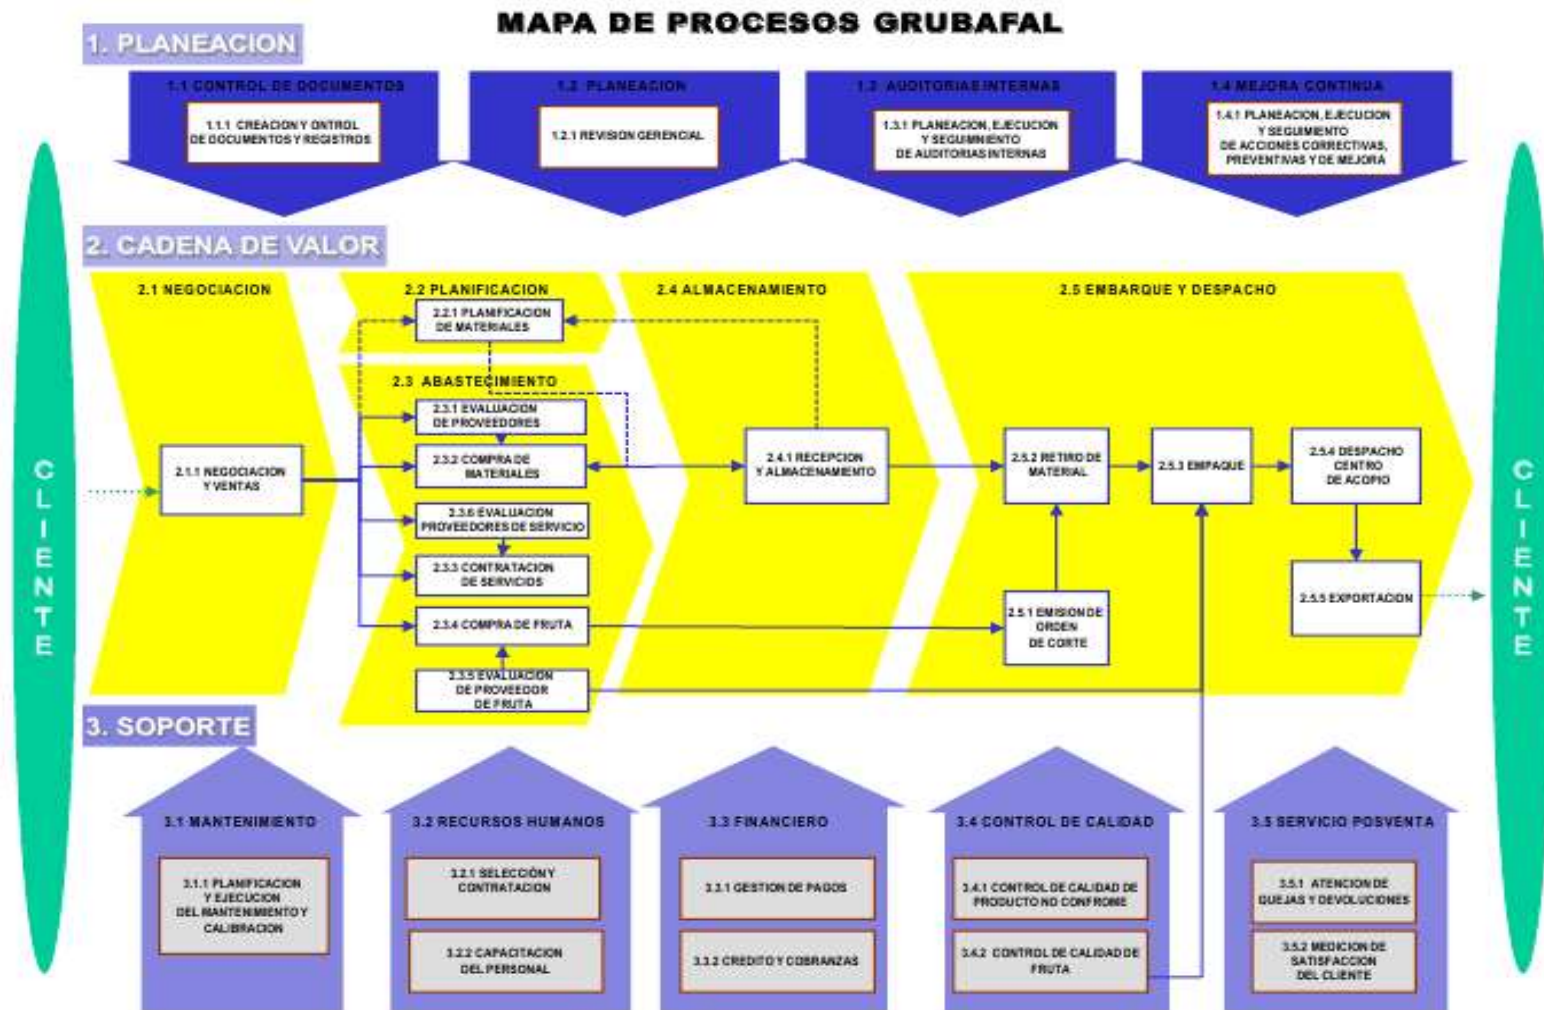 MAPA DE PROCESOS GRUBAFAL
1. PLANEACION
1.1 CONTROL DE DOCUMENTOS
1.1.1 CREACION Y ONTROL
DE DOCUMENTOS Y REGISTROS
1.2 PLANEACION
1.2.1 REVISION GERENCIAL
1.3 AUDITORIAS INTERNAS
1.3.1 PLANEACION, EJECUCION
Y SEGUIMNIENTO
DE AUDITORIAS INTERNAS
1.4 MEJORA CONTINUA
1.4.1 PLANEACION, EJECUCION
Y SEGUIMIENTO
DE ACCIONES CORRECTIVAS,
PREVENTIVAS Y DE MEJORA
CLIENTE
2. CADENA DE VALOR
2.1 NEGOCIACION
2.1.1 NEGOCIACION
Y VENTAS
2.2 PLANIFICACION
2.2.1 PLANIFICACION
DE MATERIALES
2.3 ABASTECIMIENTO
2.3.1 EVALUACION
DE PROVEEDORES
2.3.2 COMPRA DE
MATERIALES
2.3.6 EVALUACION
PROVEEDORES DE SERVICIO
2.3.3 CONTRATACION
DE SERVICIOS
2.3.4 COMPRA DE FRUTA
2.3.5 EVALUACION
DE PROVEEDOR
DE FRUTA
2.4 ALMACENAMIENTO
2.4.1 RECEPCION
Y ALMACENAMIENTO
2.5 EMBARQUE Y DESPACHO
2.5.2 RETIRO DE
MATERIAL
2.5.3 EMPAQUE
2.5.4 DESPACHO
CENTRO
DE ACOPIO
2.5.1 EMISION DE
ORDEN
DE CORTE
2.5.5 EXPORTACION
CLIENTE
3. SOPORTE
3.1 MANTENIMIENTO
3.1.1 PLANIFICACION
Y EJECUCION
DEL MANTENIMIENTO Y
CALIBRACION
3.2 RECURSOS HUMANOS
3.2.1 SELECCIÓN Y
CONTRATACION
3.2.2 CAPACITACION
DEL PERSONAL
3.3 FINANCIERO
3.3.1 GESTION DE PAGOS
3.3.2 CREDITO Y COBRANZAS
3.4 CONTROL DE CALIDAD
3.4.1 CONTROL DE CALIDAD DE
PRODUCTO NO CONFROME
3.4.2 CONTROL DE CALIDAD DE
FRUTA
3.5 SERVICIO POSVENTA
3.5.1 ATENCION DE
QUEJAS Y DEVOLUCIONES
3.5.2 MEDICION DE
SATISFACCION
DEL CLIENTE